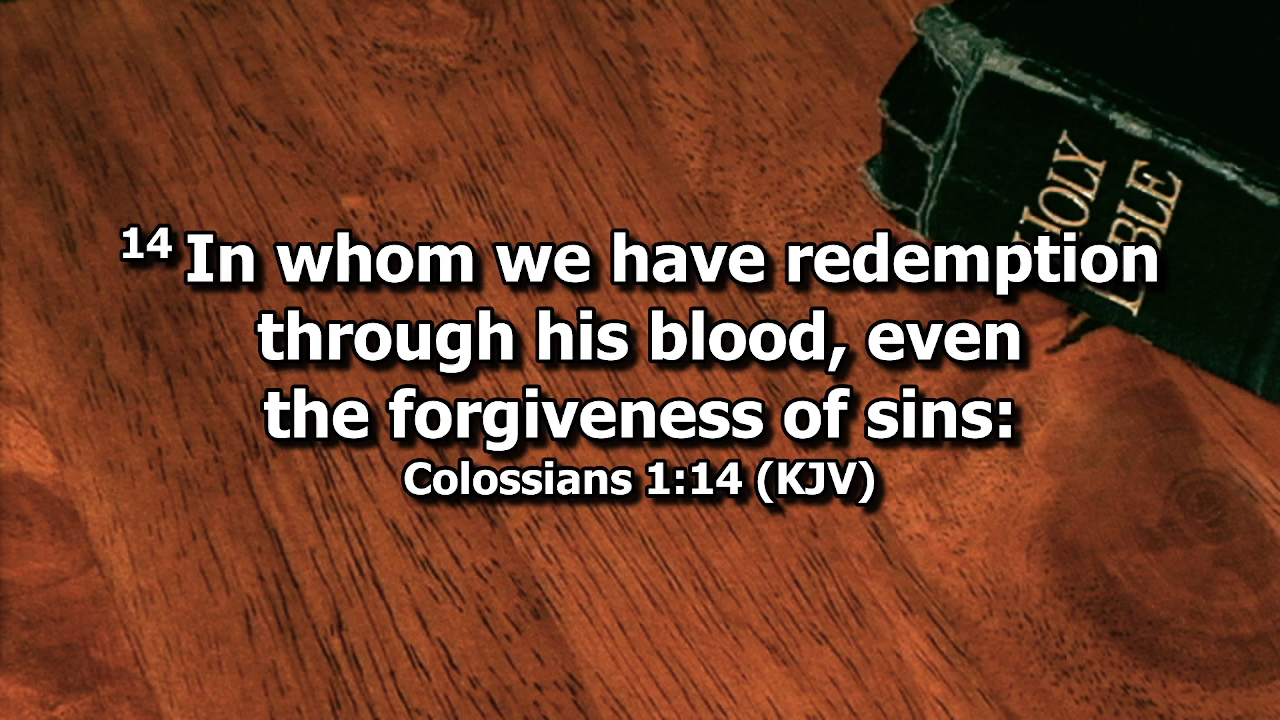 HOLY
BIBLE
14 In whom we have redemption
through his blood, even
the forgiveness of sins:
Colossians 1:14 (KJV)